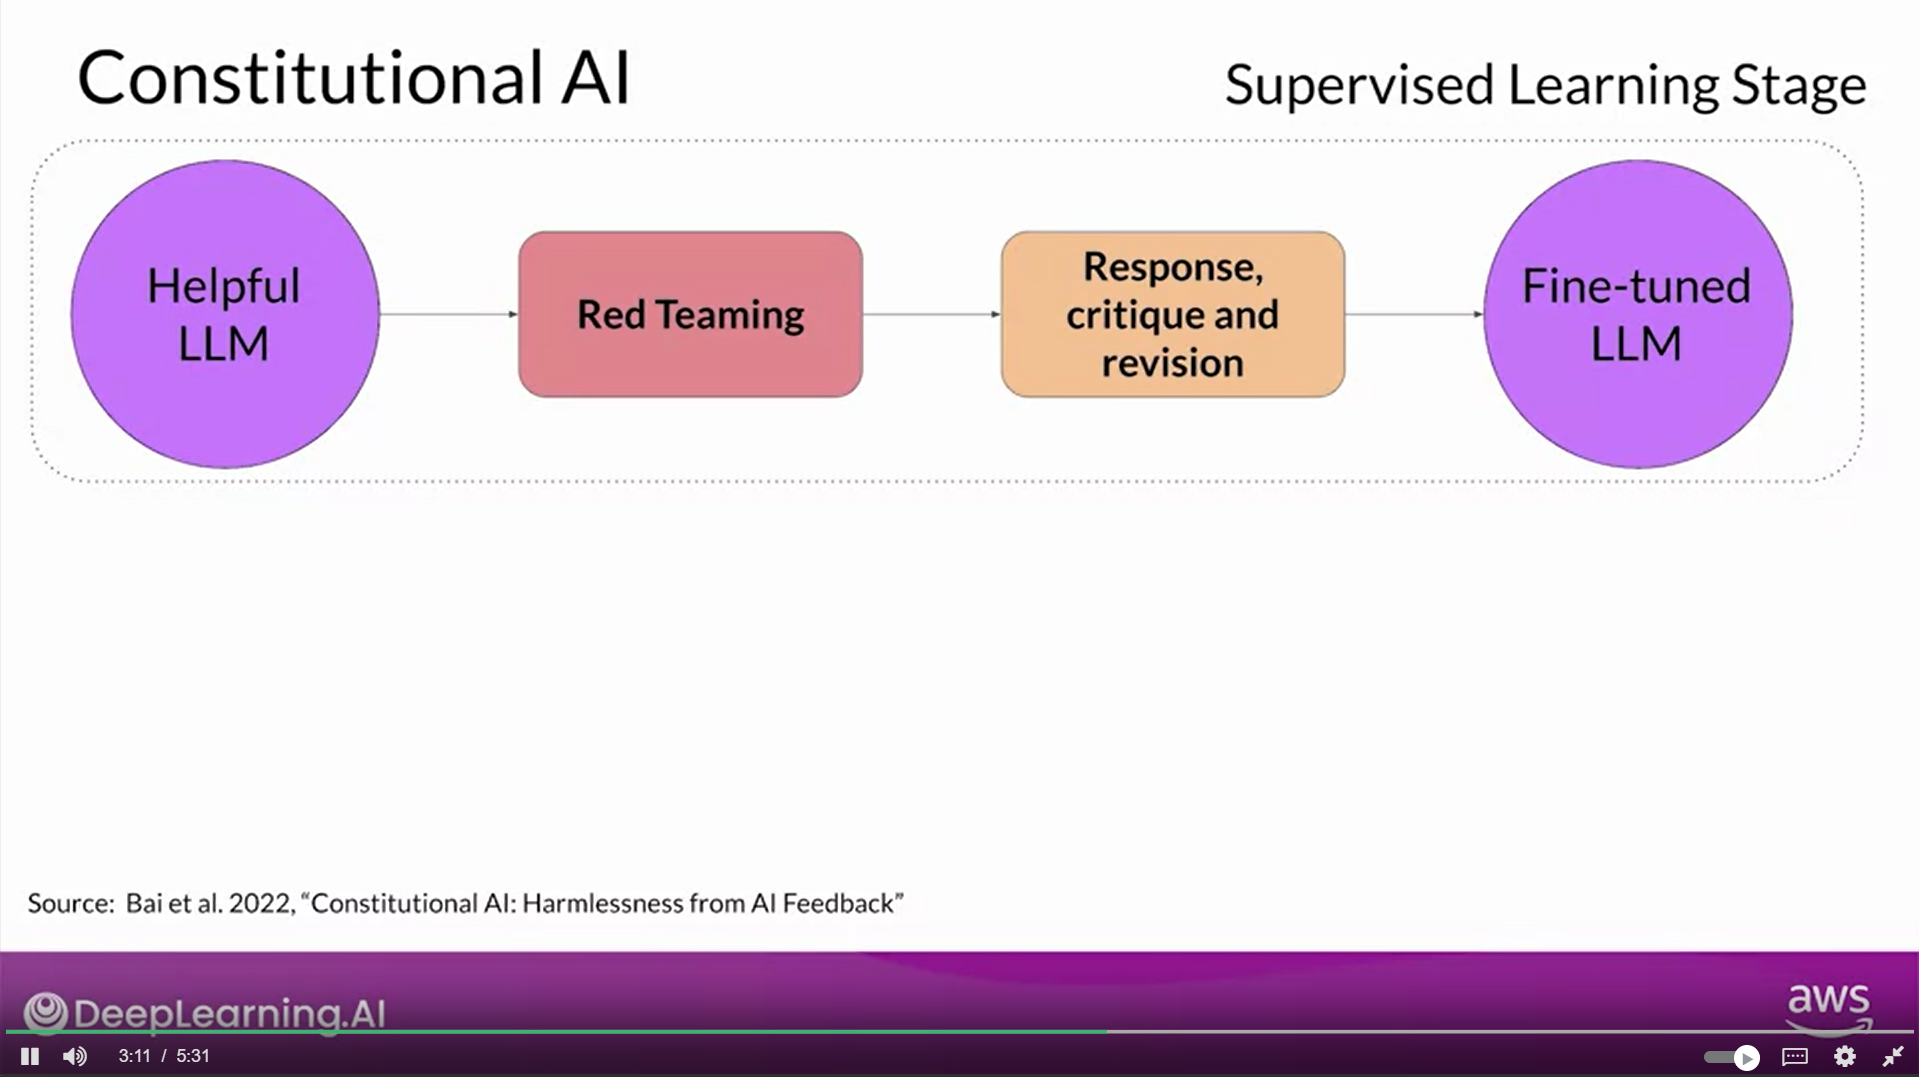 Constitutional AI
Supervised Learning Stage
Helpful
LLM
Red Teaming
Response,
critique and
revision
Fine-tuned
LLM
Source: Bai et al. 2022, “Constitutional AI: Harmlessness from AI Feedback”
DeepLearning.AI
aws
3:11 / 5:31